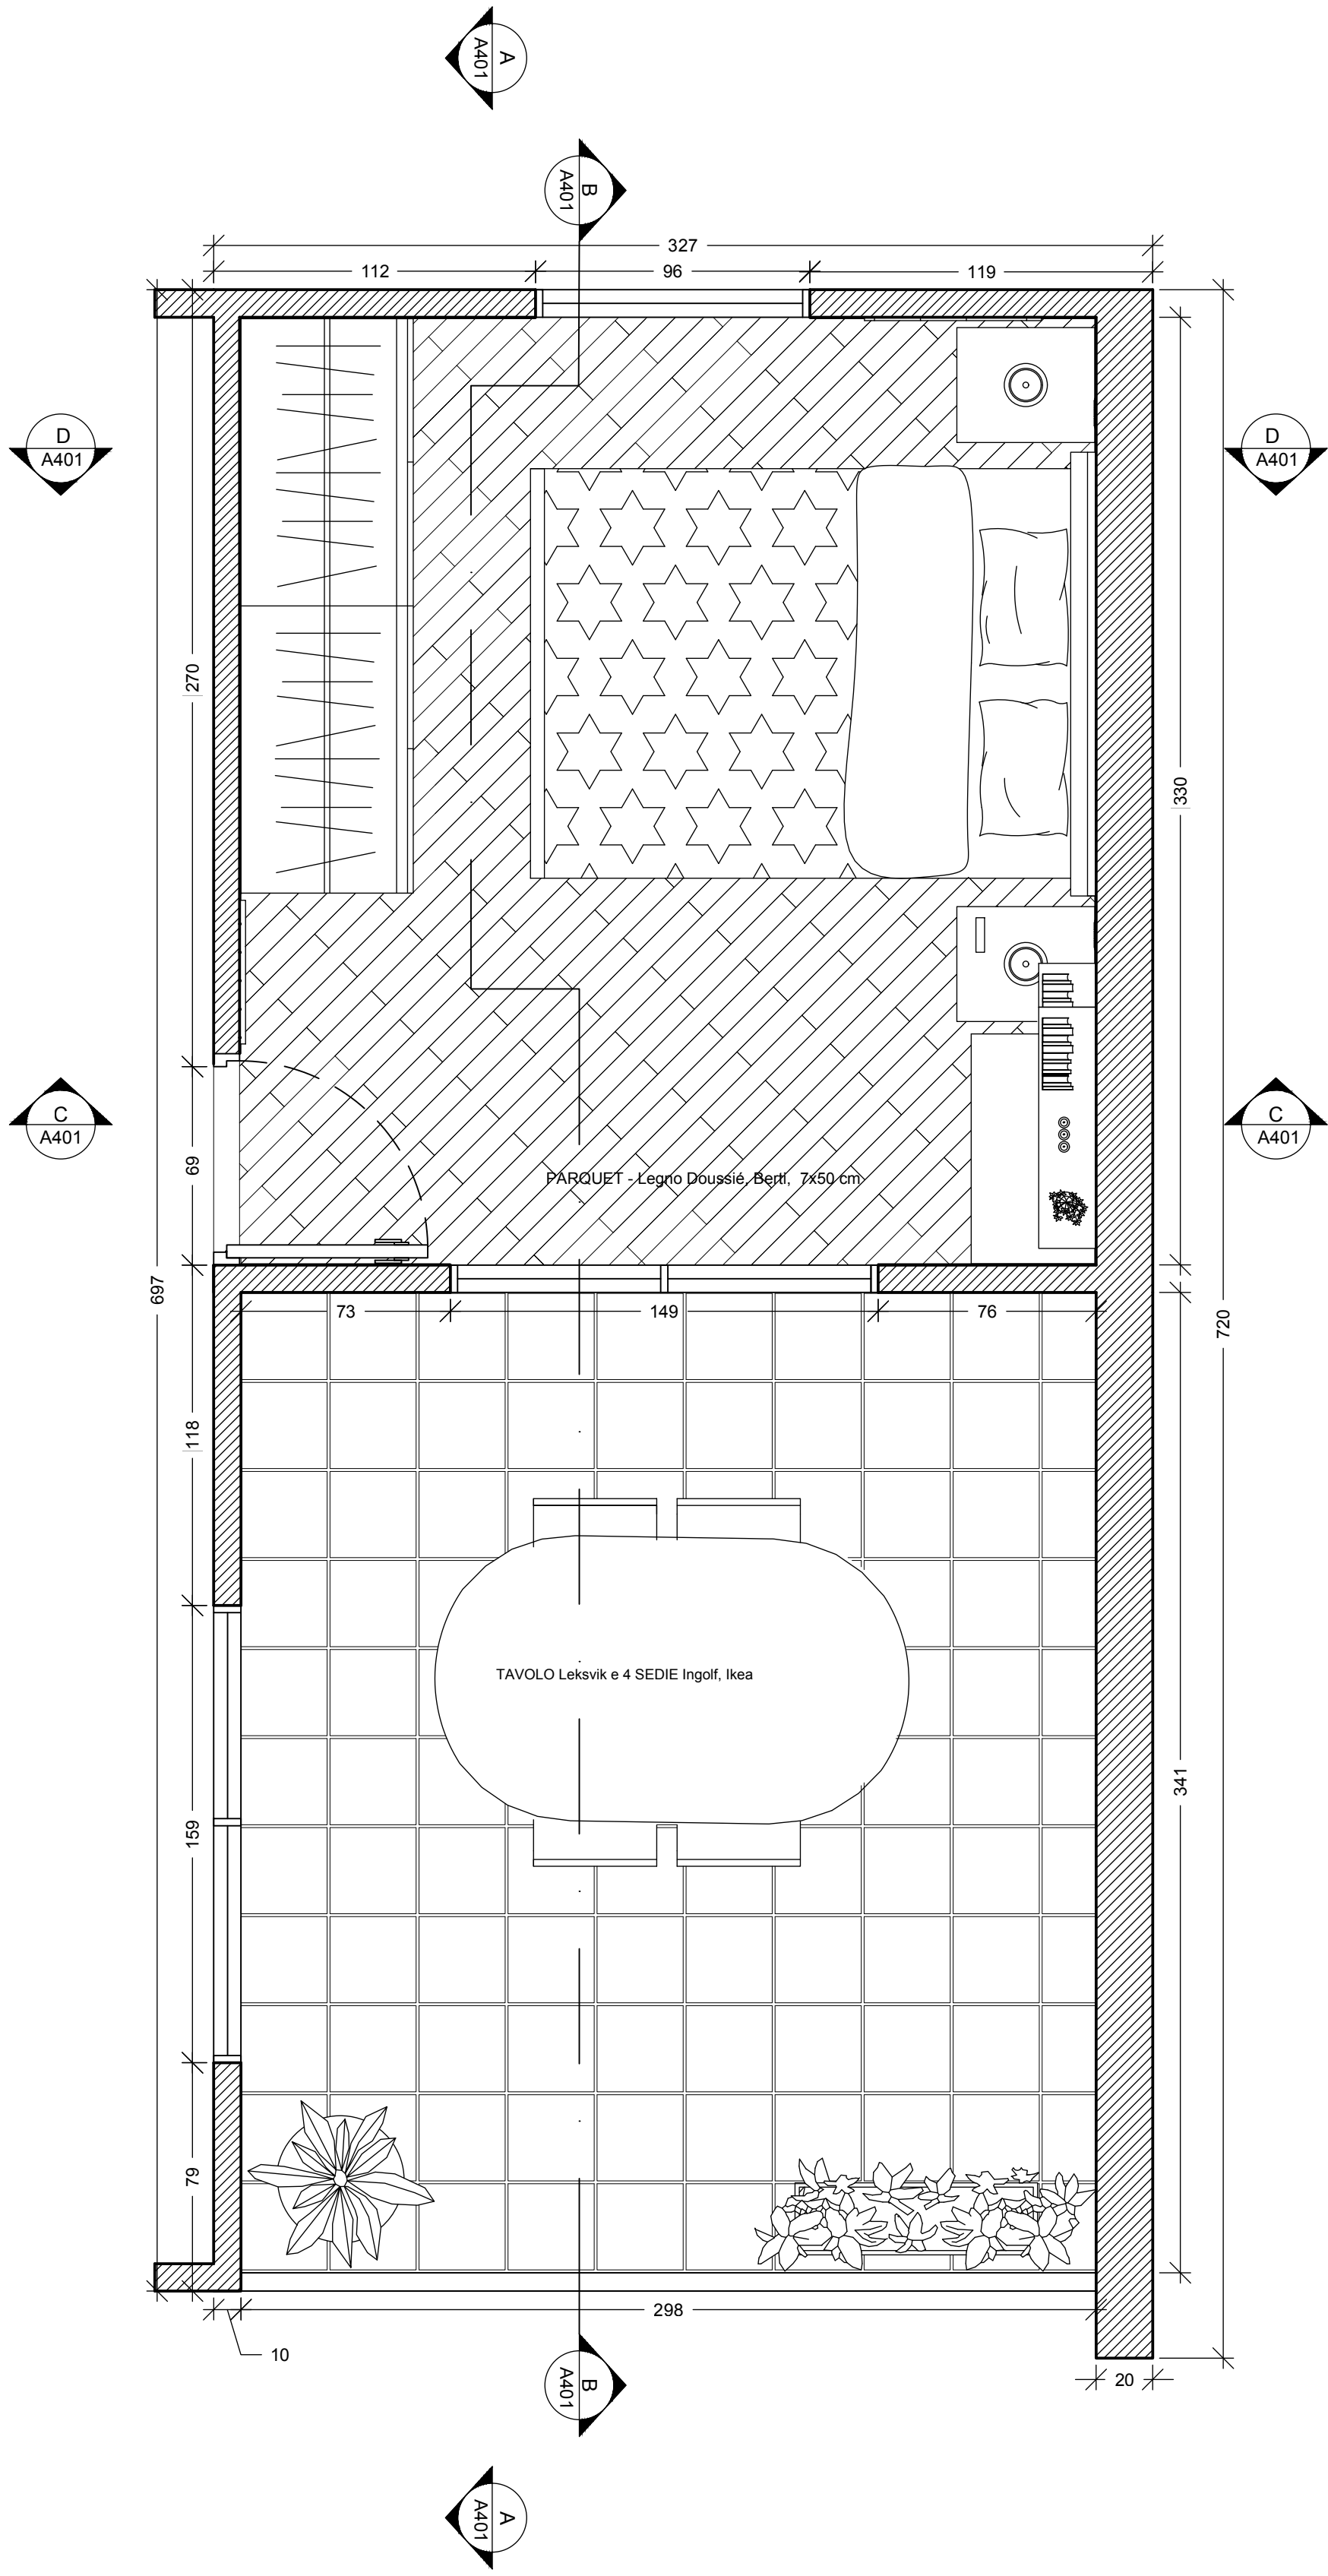 A
A401
B
A401
327
112
96
119
D
A401
D
A401
270
330
C
A401
C
A401
69
PARQUET - Legno Doussié, Berti, 7x50 cm
697
73
149
76
720
118
TAVOLO Leksvik e 4 SEDIE Ingolf, Ikea
341
159
79
298
10
20
B
A401
A
A401